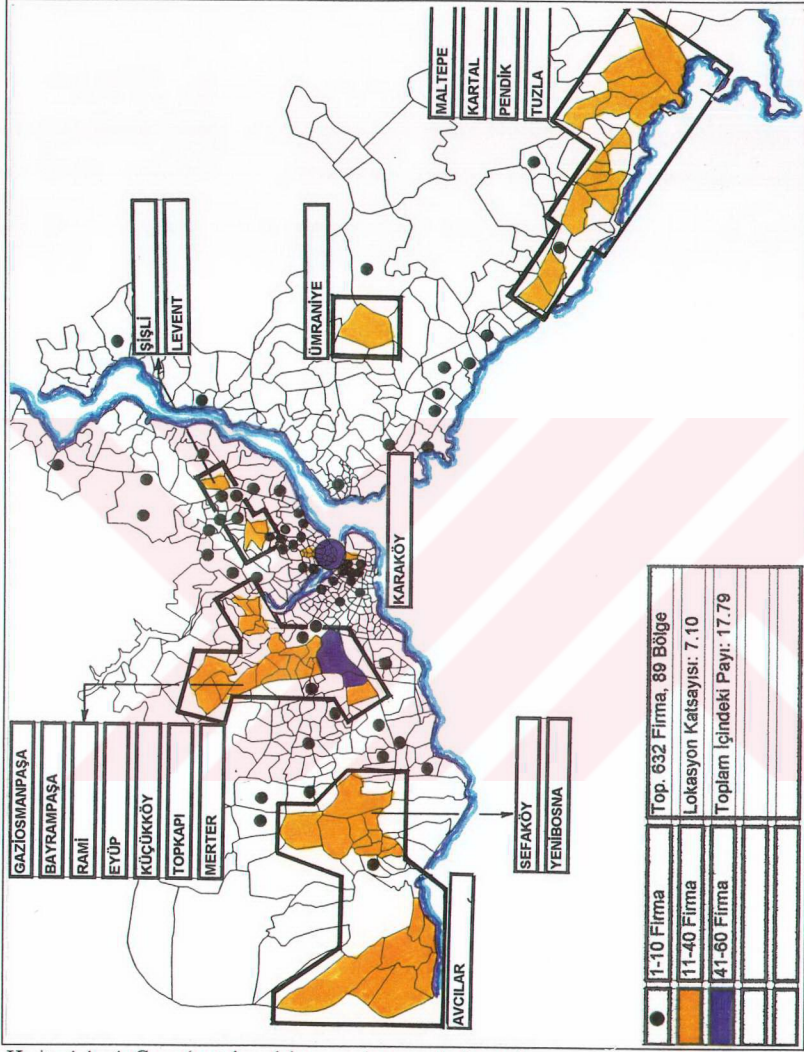 MALTEPE
KARTAL
PENDİK
TUZLA
ŞİŞLİ
LEVENT
ÜMRANİYE
KARAKÖY
GAZİOSMANPAŞA
BAYRAMPAŞA
RAMİ
EYÜP
KÜÇÜKKÖY
TOPKAPI
MERTER
SEFAKÖY
YENİBOSNA
AVCILAR
1-10 Firma
11-40 Firma
41-60 Firma
Top. 632 Firma, 89 Bölge
Lokasyon Katsayısı: 7.10
Toplam İçindeki Payı: 17.79